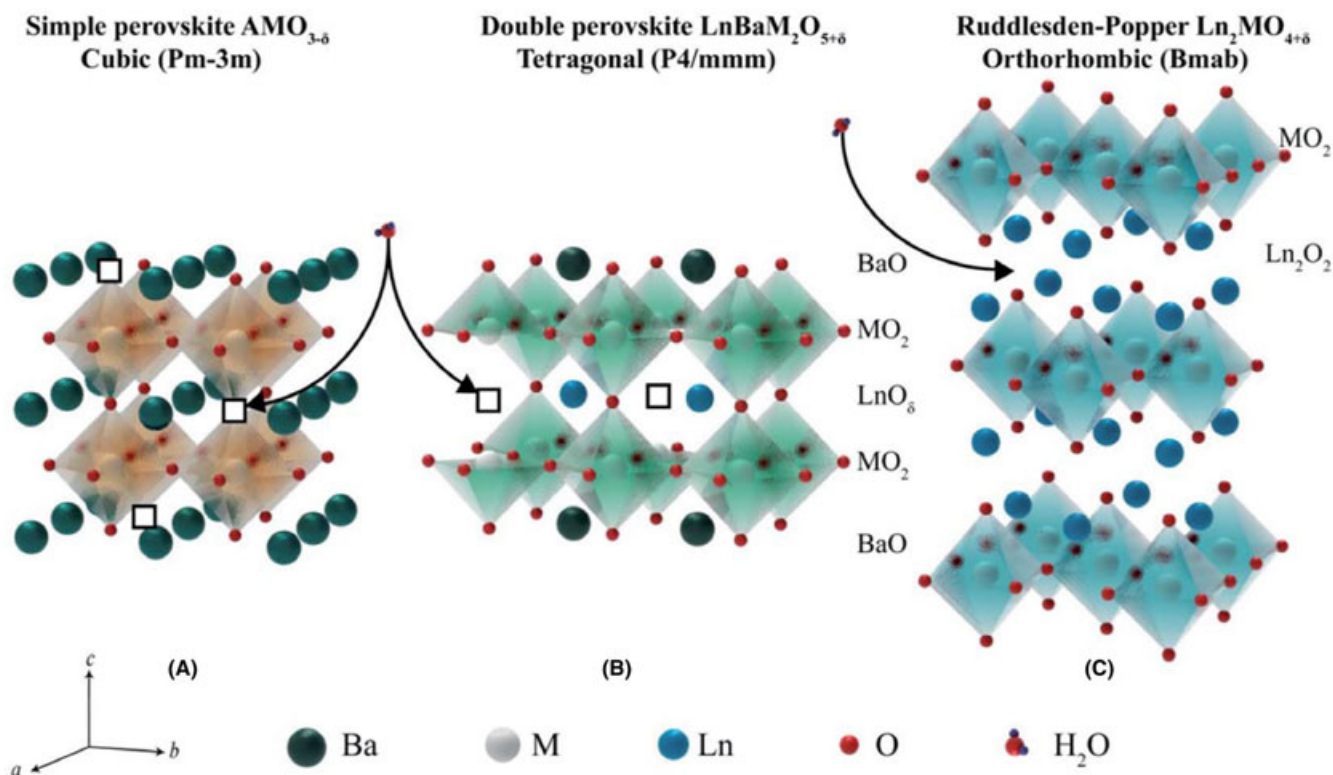 Simple perovskite AMO₃₋δ
Cubic (Pm-3m)
Double perovskite LnBaM₂O₅₊δ
Tetragonal (P4/mmm)
Ruddlesden-Popper Ln₂MO₄₊δ
Orthorhombic (Bmab)
MO₂
BaO
Ln₂O₂
MO₂
LnOδ
MO₂
BaO
(A)
(B)
(C)
c
b
a
Ba
M
Ln
O
H₂O